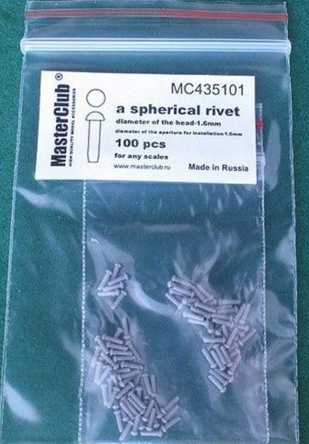 MC435101
MasterClub®
HIGH QUALITY MODEL ACCESSORIES
a spherical rivet
diameter of the head-1.6mm
diameter of the aperture for installation-1.0mm
100 pcs
for any scales
www.masterclub.ru
Made in Russia